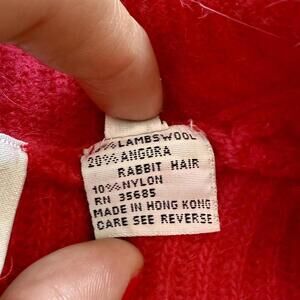 % LAMBSWOOL
20% ANGORA
RABBIT HAIR
10% NYLON
RN 35685
MADE IN HONG KONG
CARE SEE REVERSE